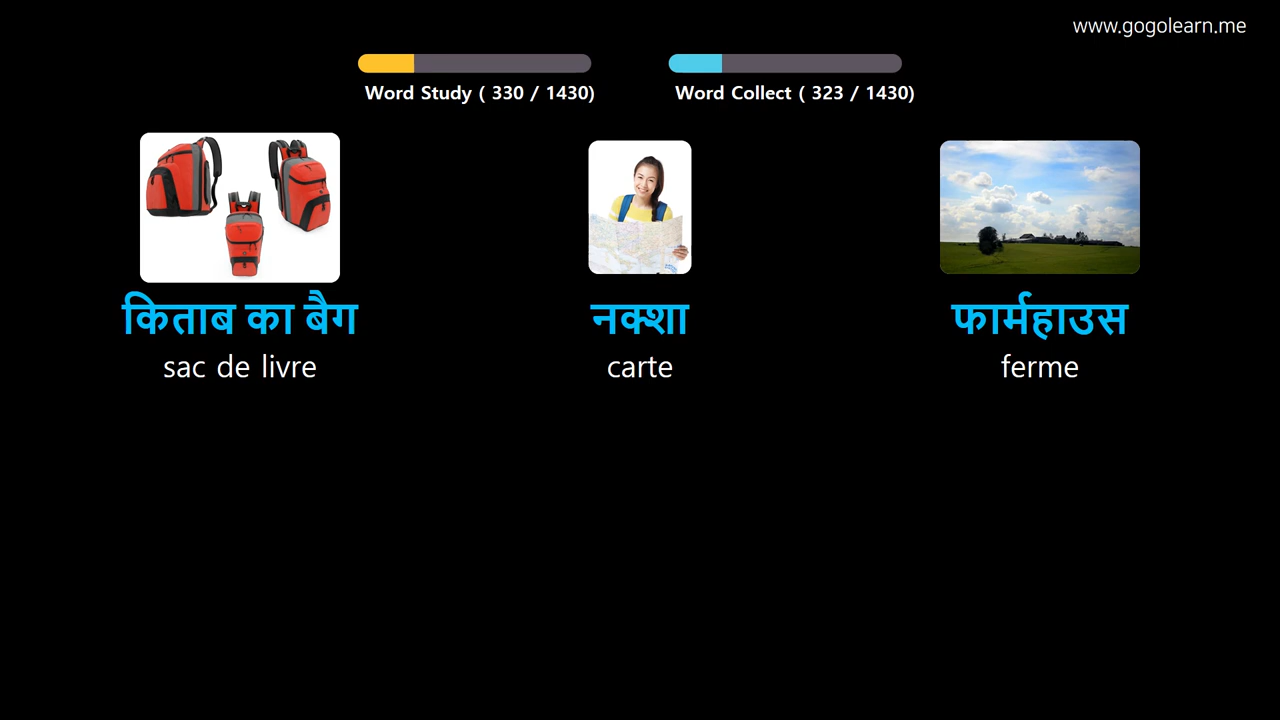 www.gogolearn.me
Word Study ( 330 / 1430)
Word Collect ( 323 / 1430)
किताब का बैग
नक्शा
फार्महाउस
sac de livre
carte
ferme